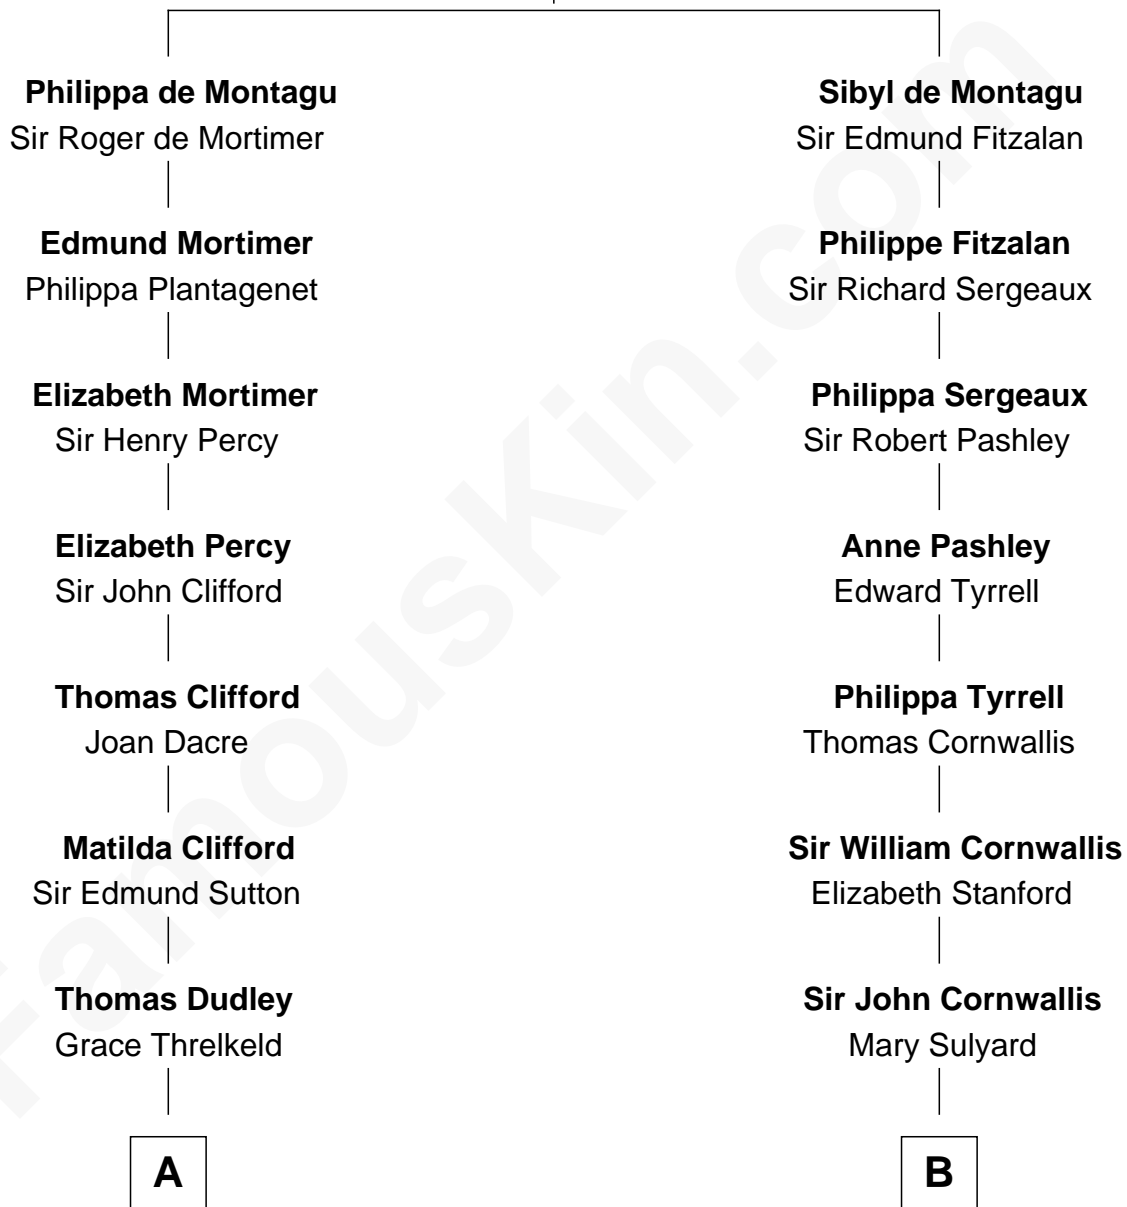 Philippa de Montagu
Sir Roger de Mortimer
Sibyl de Montagu
Sir Edmund Fitzalan
Edmund Mortimer
Philippa Plantagenet
Philippe Fitzalan
Sir Richard Sergeaux
Elizabeth Mortimer
Sir Henry Percy
Philippa Sergeaux
Sir Robert Pashley
Elizabeth Percy
Sir John Clifford
Anne Pashley
Edward Tyrrell
Thomas Clifford
Joan Dacre
Philippa Tyrrell
Thomas Cornwallis
Matilda Clifford
Sir Edmund Sutton
Sir William Cornwallis
Elizabeth Stanford
Thomas Dudley
Grace Threlkeld
Sir John Cornwallis
Mary Sulyard
A
B
FamousKin.com